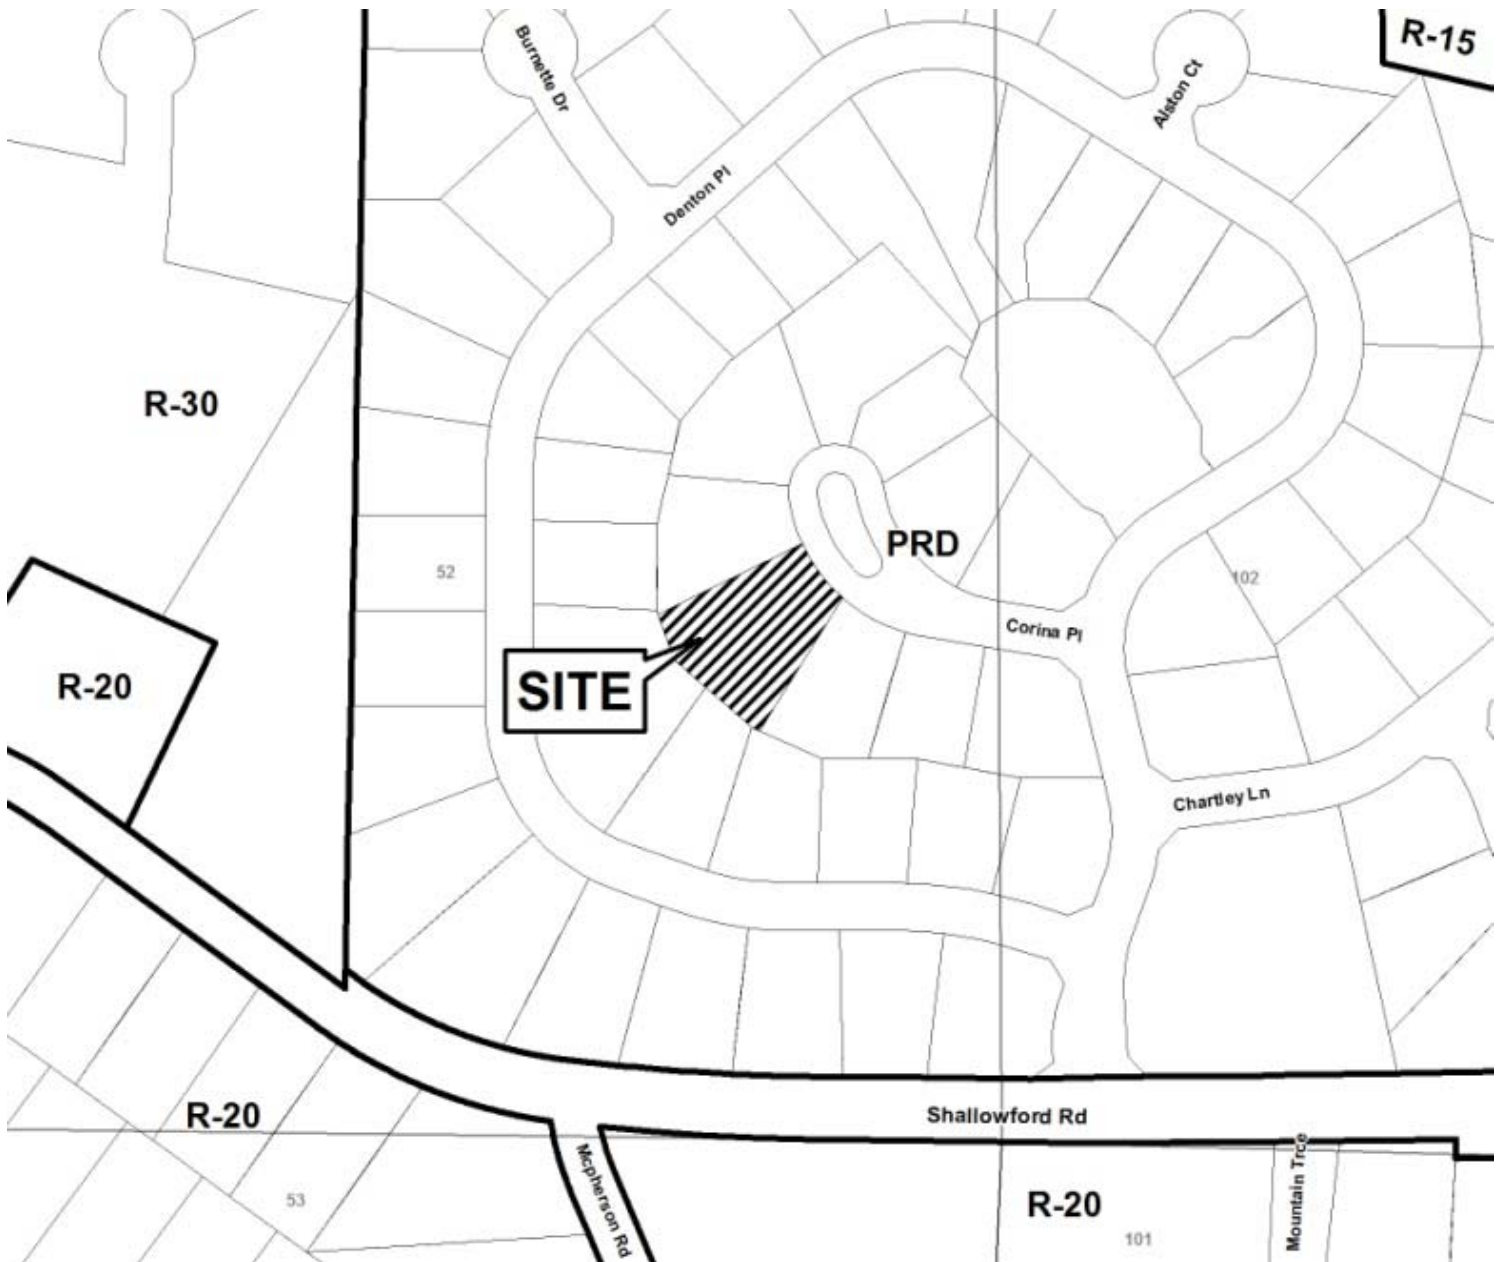 R-15
Burnette Dr
Alston Ct
Denton Pl
R-30
PRD
52
102
Corina Pl
R-20
SITE
Chartley Ln
R-20
Shallowford Rd
Mcpherson Rd
Mountain Trce
53
R-20
101